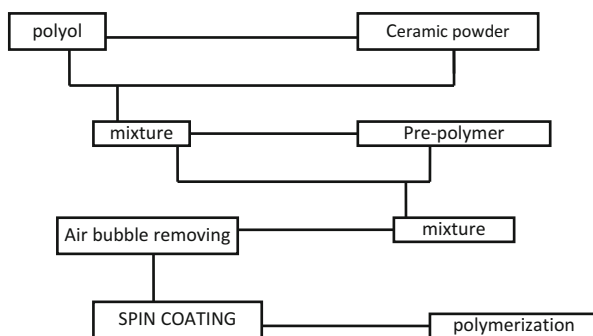 polyol
Ceramic powder
mixture
Pre-polymer
mixture
Air bubble removing
SPIN COATING
polymerization